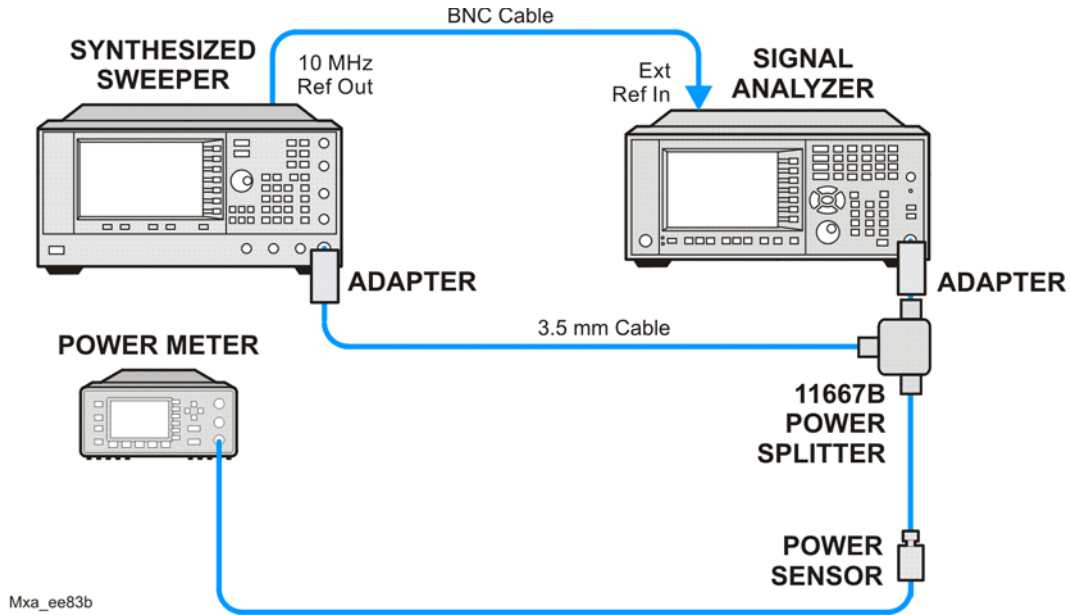 BNC Cable
SYNTHESIZED
SWEEPER
10 MHz
Ref Out
Ext
Ref In
SIGNAL
ANALYZER
ADAPTER
ADAPTER
3.5 mm Cable
POWER METER
11667B
POWER
SPLITTER
POWER
SENSOR
Mxa_ee83b